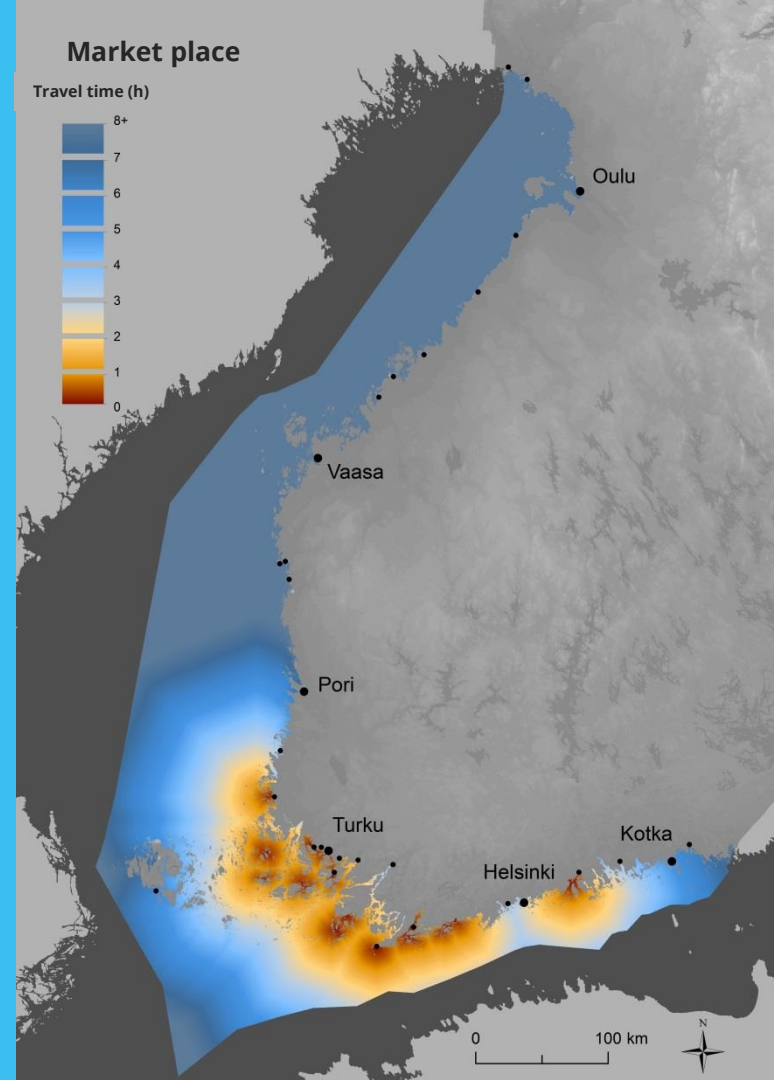 Market place
Travel time (h)
8+
7
6
5
4
3
2
1
0
Oulu
Vaasa
Pori
Turku
Kotka
Helsinki
N
0 100 km